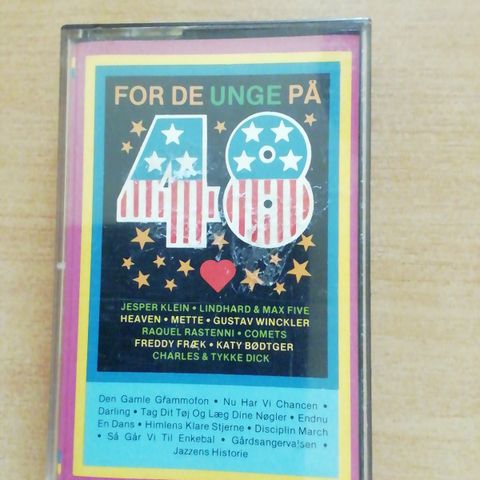 FOR DE UNGE PÅ
48
JESPER KLEIN • LINDHARD & MAX FIVE
HEAVEN • METTE • GUSTAV WINCKLER
RAQUEL RASTENNI • COMETS
FREDDY FRÆK • KATY BØDTGER
CHARLES & TYKKE DICK
Den Gamle Grammofon • Nu Har Vi Chancen •
Darling • Tag Dit Tøj Og Læg Dine Nøgler • Endnu
En Dans • Himlens Klare Stjerne • Disciplin March
• Så Går Vi Til Enkebal • Gårdsangervalsen •
Jazzens Historie